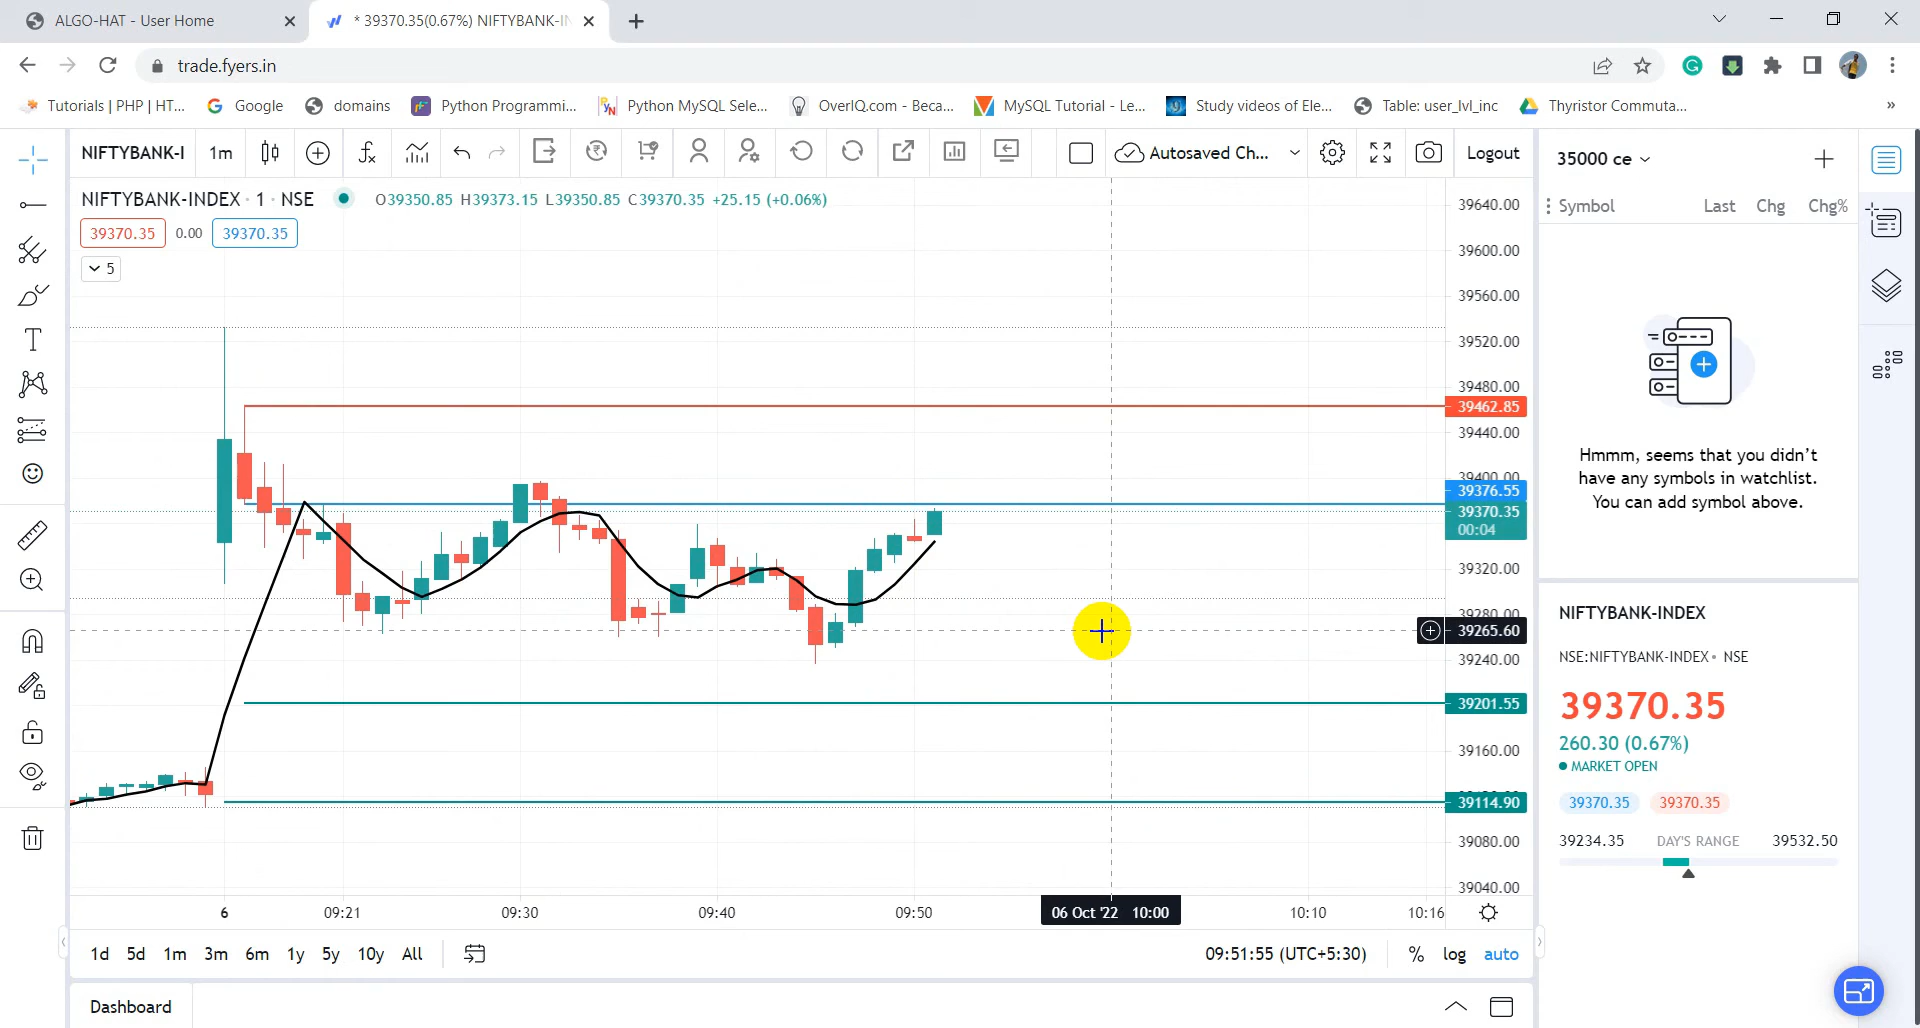 ALGO-HAT - User Home
* 39370.35(0.67%) NIFTYBANK-IN
trade.fyers.in
Tutorials | PHP | HT...
Google
domains
Python Programmi...
Python MySQL Sele...
OverIQ.com - Beca...
MySQL Tutorial - Le...
Study videos of Ele...
Table: user_lvl_inc
Thyristor Commuta...
»
NIFTYBANK-I
1m
Autosaved Ch...
Logout
35000 ce
NIFTYBANK-INDEX · 1 · NSE
O39350.85 H39373.15 L39350.85 C39370.35 +25.15 (+0.06%)
39370.35 0.00 39370.35
5
Symbol Last Chg Chg%
39640.00
39600.00
39560.00
39520.00
39480.00
39462.85
39440.00
39400.00
39376.55
39370.35
00:04
39320.00
39280.00
39265.60
39240.00
39201.55
39160.00
39114.90
39080.00
39040.00
Hmmm, seems that you didn't
have any symbols in watchlist.
You can add symbol above.
NIFTYBANK-INDEX
NSE:NIFTYBANK-INDEX • NSE
39370.35
260.30 (0.67%)
MARKET OPEN
39370.35 39370.35
39234.35 DAY'S RANGE 39532.50
6 09:21 09:30 09:40 09:50 06 Oct '22 10:00 10:10 10:16
1d 5d 1m 3m 6m 1y 5y 10y All
09:51:55 (UTC+5:30) % log auto
Dashboard